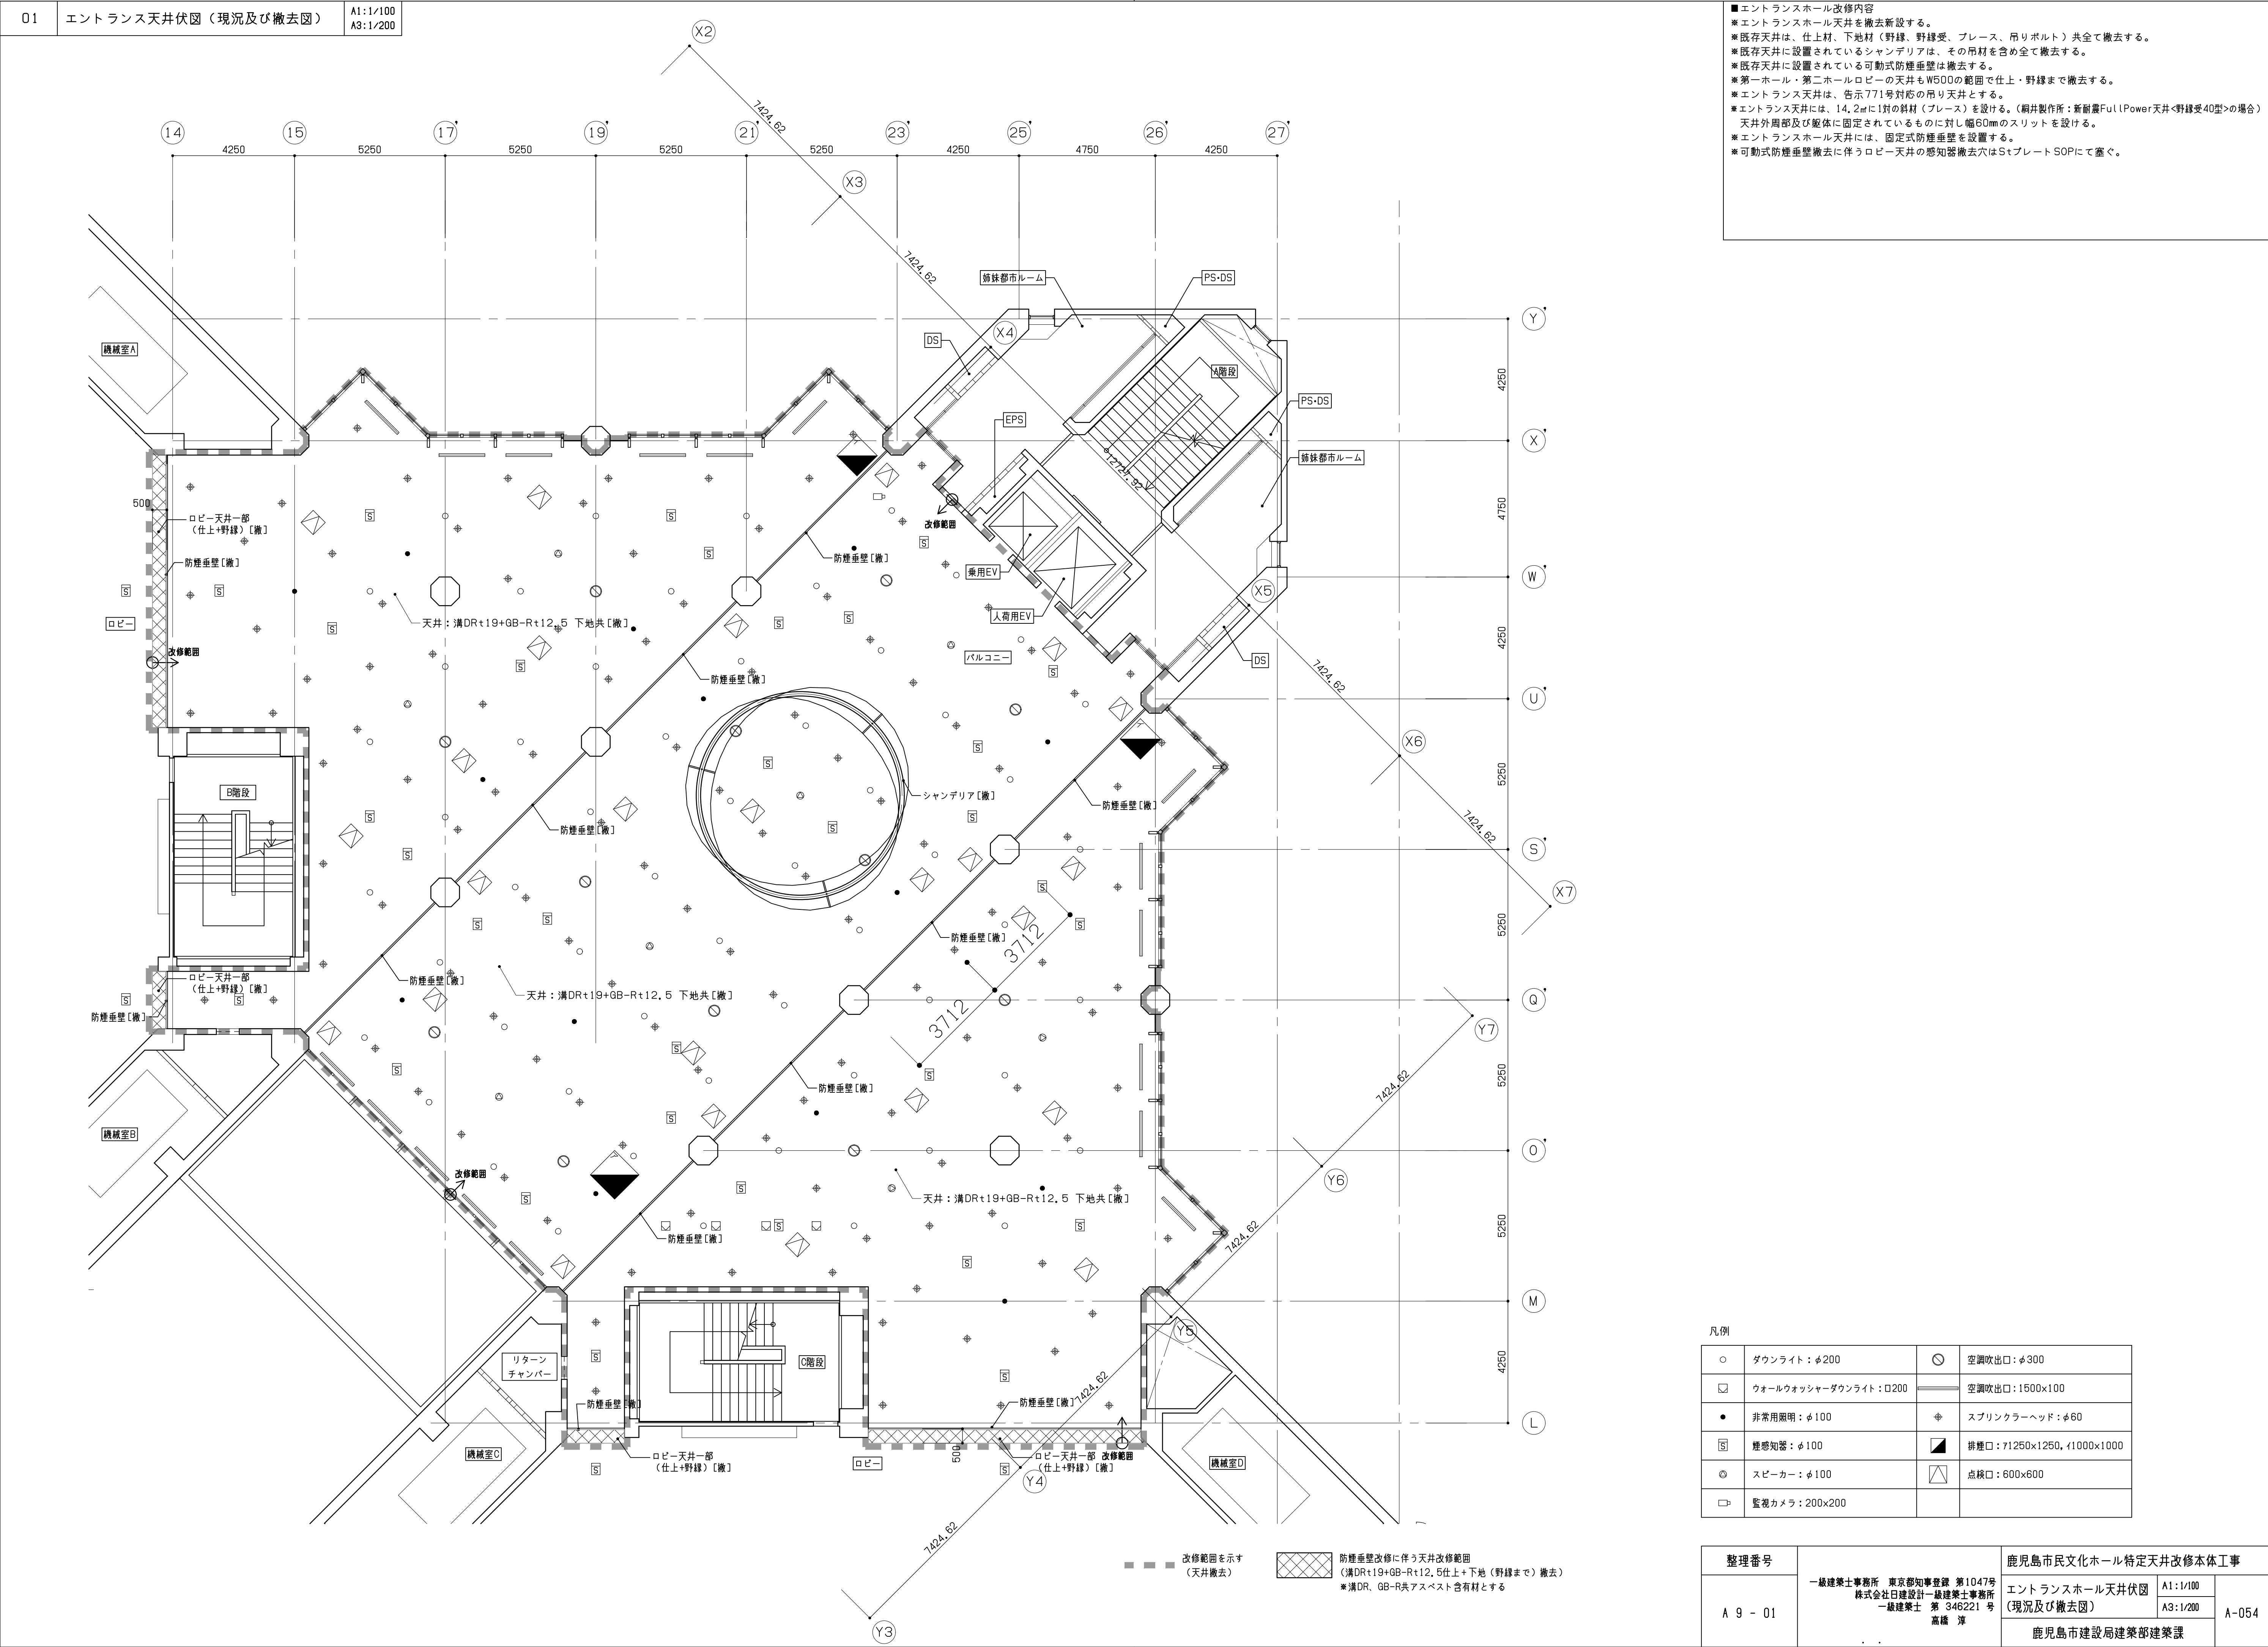 01 エントランス天井伏図（現況及び撤去図） A1:1/100
A3:1/200
■エントランスホール改修内容
※エントランスホール天井を撤去新設する。
※既存天井は、仕上材、下地材（野縁、野縁受、ブレース、吊りボルト）共全て撤去する。
※既存天井に設置されているシャンデリアは、その吊材を含め全て撤去する。
※既存天井に設置されている可動式防煙垂壁は撤去する。
※第一ホール・第二ホールロビーの天井もW500の範囲で仕上・野縁まで撤去する。
※エントランス天井は、告示771号対応の吊り天井とする。
※エントランス天井には、14.2㎡に1対の斜材（ブレース）を設ける。（桐井製作所：新耐震FullPower天井<野縁受40型>の場合）
天井外周部及び躯体に固定されているものに対し幅60mmのスリットを設ける。
※エントランスホール天井には、固定式防煙垂壁を設置する。
※可動式防煙垂壁撤去に伴うロビー天井の感知器撤去穴はStプレートSOPにて塞ぐ。
X2
7424.62
14 15 17' 19' 21' 23' 25' 26' 27'
4250 5250 5250 5250 5250 4250 4750 4250
X3
7424.62
姉妹都市ルーム
PS・DS
Y'
X4
DS
機械室A
A階段
4250
PS・DS
EPS
X'
姉妹都市ルーム
12727.92
500
ロビー天井一部
（仕上+野縁）[撤]
改修範囲
4750
防煙垂壁[撤]
防煙垂壁[撤]
乗用EV
W'
X5
人荷用EV
ロビー
天井：溝DRt19+GB-Rt12.5 下地共[撤]
改修範囲
バルコニー
DS
4250
防煙垂壁[撤]
7424.62
U'
X6
5250
B階段
シャンデリア[撤]
防煙垂壁[撤]
防煙垂壁[撤]
7424.62
S'
X7
5250
防煙垂壁[撤]
3712
ロビー天井一部
（仕上+野縁）[撤]
防煙垂壁[撤]
天井：溝DRt19+GB-Rt12.5 下地共[撤]
防煙垂壁[撤]
3712
Q'
Y7
5250
防煙垂壁[撤]
7424.62
機械室B
O'
改修範囲
Y6
天井：溝DRt19+GB-Rt12.5 下地共[撤]
5250
防煙垂壁[撤]
7424.62
M
Y5
リターン
チャンバー
C階段
4250
防煙垂壁[撤]
防煙垂壁[撤]
7424.62
L
機械室C
ロビー天井一部
（仕上+野縁）[撤]
ロビー
500
ロビー天井一部
（仕上+野縁）[撤]
改修範囲
機械室D
Y4
7424.62
Y3
凡例
ダウンライト：φ200 空調吹出口：φ300
ウォールウォッシャーダウンライト：□200 空調吹出口：1500×100
非常用照明：φ100 スプリンクラーヘッド：φ60
S 煙感知器：φ100 排煙口：ｱ1250×1250，ｲ1000×1000
スピーカー：φ100 点検口：600×600
監視カメラ：200×200
改修範囲を示す
（天井撤去）
防煙垂壁改修に伴う天井改修範囲
（溝DRt19+GB-Rt12.5仕上+下地（野縁まで）撤去）
※溝DR、GB-R共アスベスト含有材とする
整理番号
A 9 - 01
一級建築士事務所 東京都知事登録 第1047号
株式会社日建設計一級建築士事務所
一級建築士 第 346221 号
高橋 淳
鹿児島市民文化ホール特定天井改修本体工事
エントランスホール天井伏図
（現況及び撤去図）
A1:1/100
A3:1/200
A-054
鹿児島市建設局建築部建築課